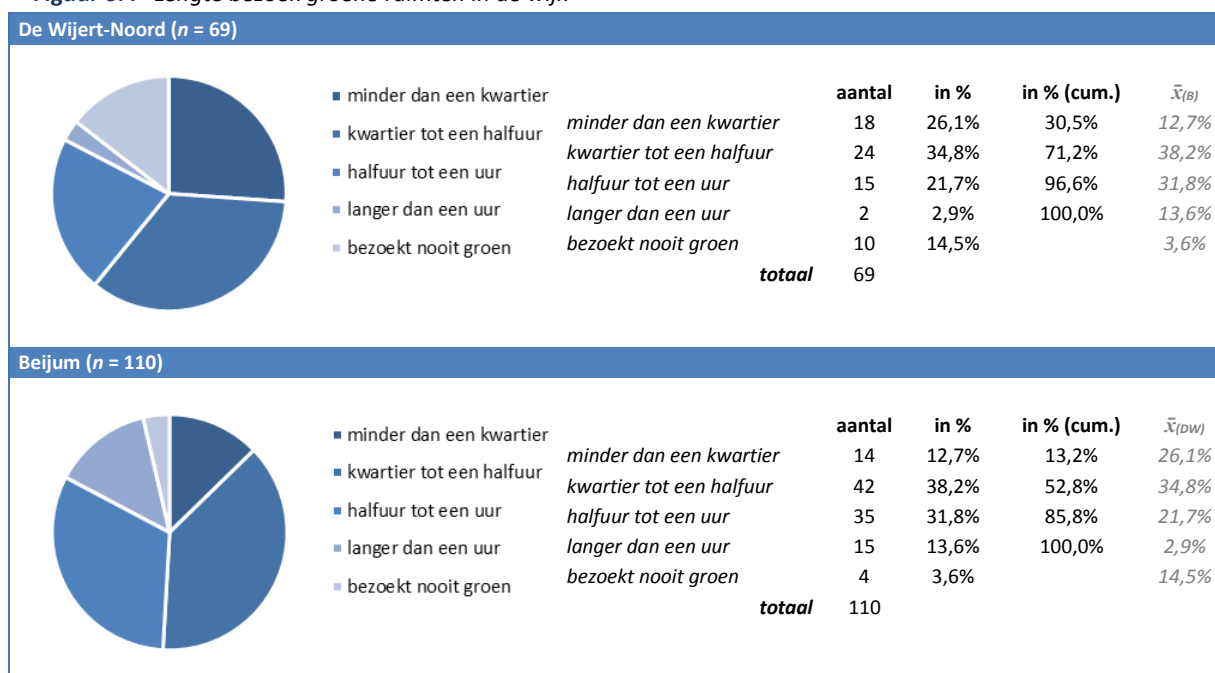 Lengte bezoek groene ruimten in de wijk
De Wijert-Noord (n = 69)
minder dan een kwartier
kwartier tot een halfuur
halfuur tot een uur
langer dan een uur
bezoekt nooit groen
aantal in % in % (cum.) x̄(B)
minder dan een kwartier 18 26,1% 30,5% 12,7%
kwartier tot een halfuur 24 34,8% 71,2% 38,2%
halfuur tot een uur 15 21,7% 96,6% 31,8%
langer dan een uur 2 2,9% 100,0% 13,6%
bezoekt nooit groen 10 14,5% 3,6%
totaal 69
Beijum (n = 110)
minder dan een kwartier
kwartier tot een halfuur
halfuur tot een uur
langer dan een uur
bezoekt nooit groen
aantal in % in % (cum.) x̄(DW)
minder dan een kwartier 14 12,7% 13,2% 26,1%
kwartier tot een halfuur 42 38,2% 52,8% 34,8%
halfuur tot een uur 35 31,8% 85,8% 21,7%
langer dan een uur 15 13,6% 100,0% 2,9%
bezoekt nooit groen 4 3,6% 14,5%
totaal 110